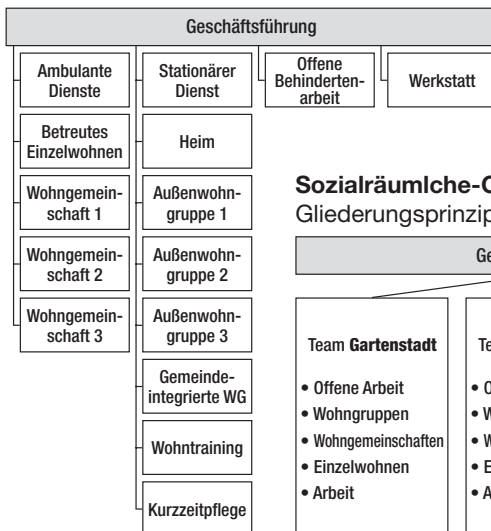 Geschäftsführung
Ambulante
Dienste
Betreutes
Einzelwohnen
Wohngemein-
schaft 1
Wohngemein-
schaft 2
Wohngemein-
schaft 3
Stationärer
Dienst
Heim
Außenwohn-
gruppe 1
Außenwohn-
gruppe 2
Außenwohn-
gruppe 3
Gemeinde-
integrierte WG
Wohntraining
Kurzzeitpflege
Offene
Behinderten-
arbeit
Werkstatt
Sozialräumlche-
Gliederungsprinzip
Team Gartenstadt
• Offene Arbeit
• Wohngruppen
• Wohngemeinschaften
• Einzelwohnen
• Arbeit